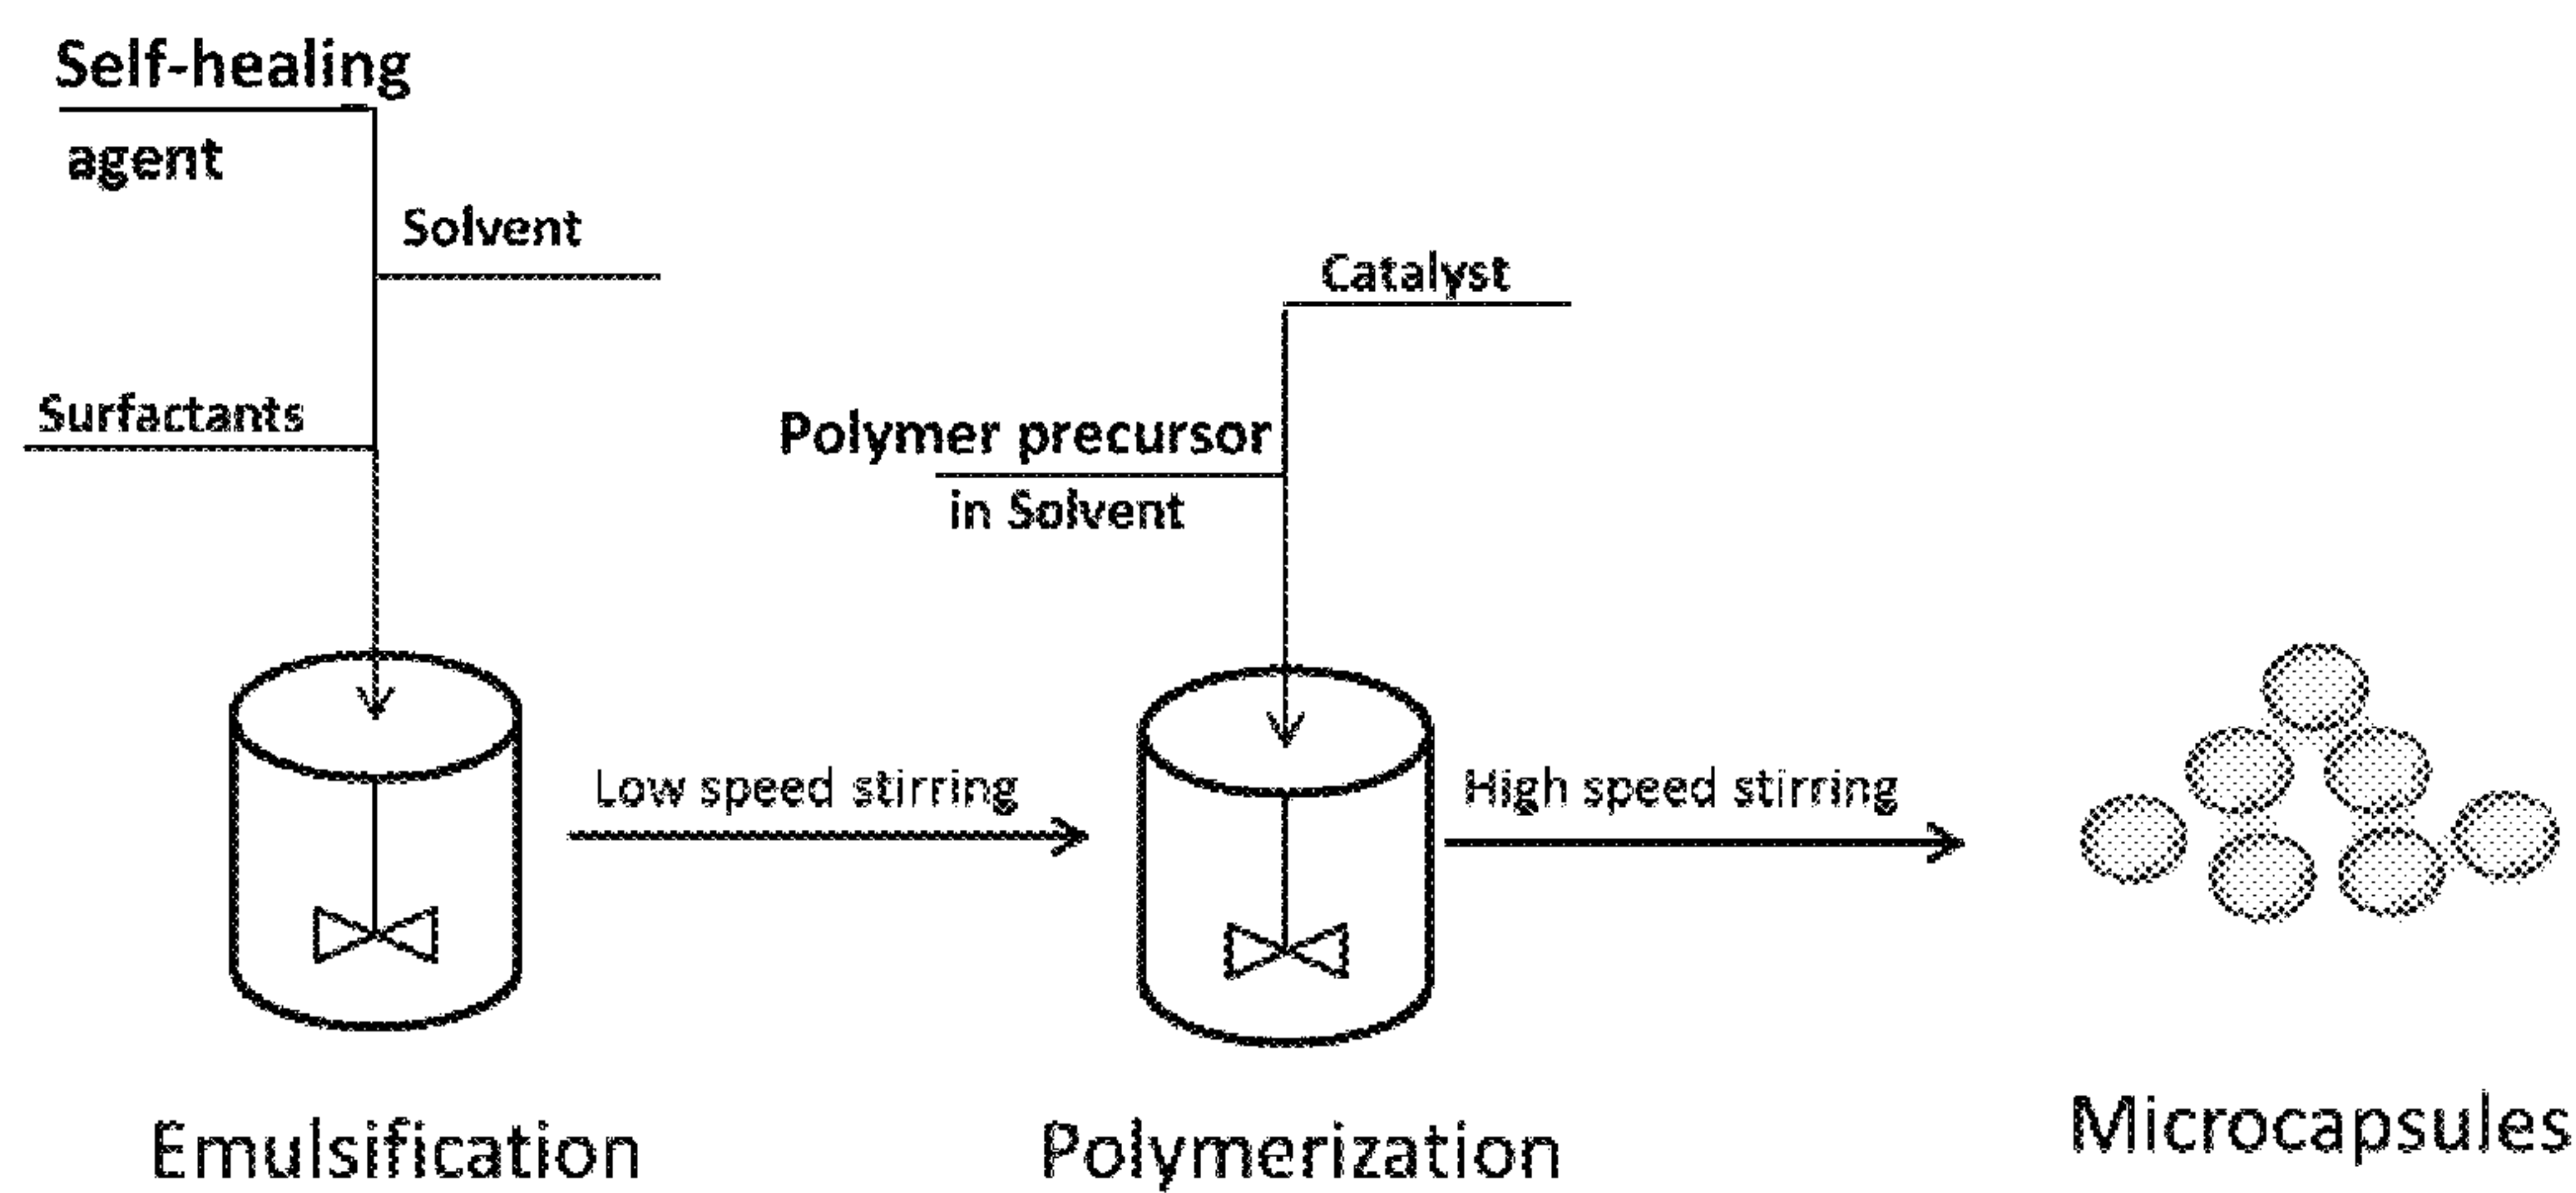 Self-healing
agent
Solvent
Surfactants
Catalyst
Polymer precursor
in Solvent
Low speed stirring
High speed stirring
Emulsification
Polymerization
Microcapsules